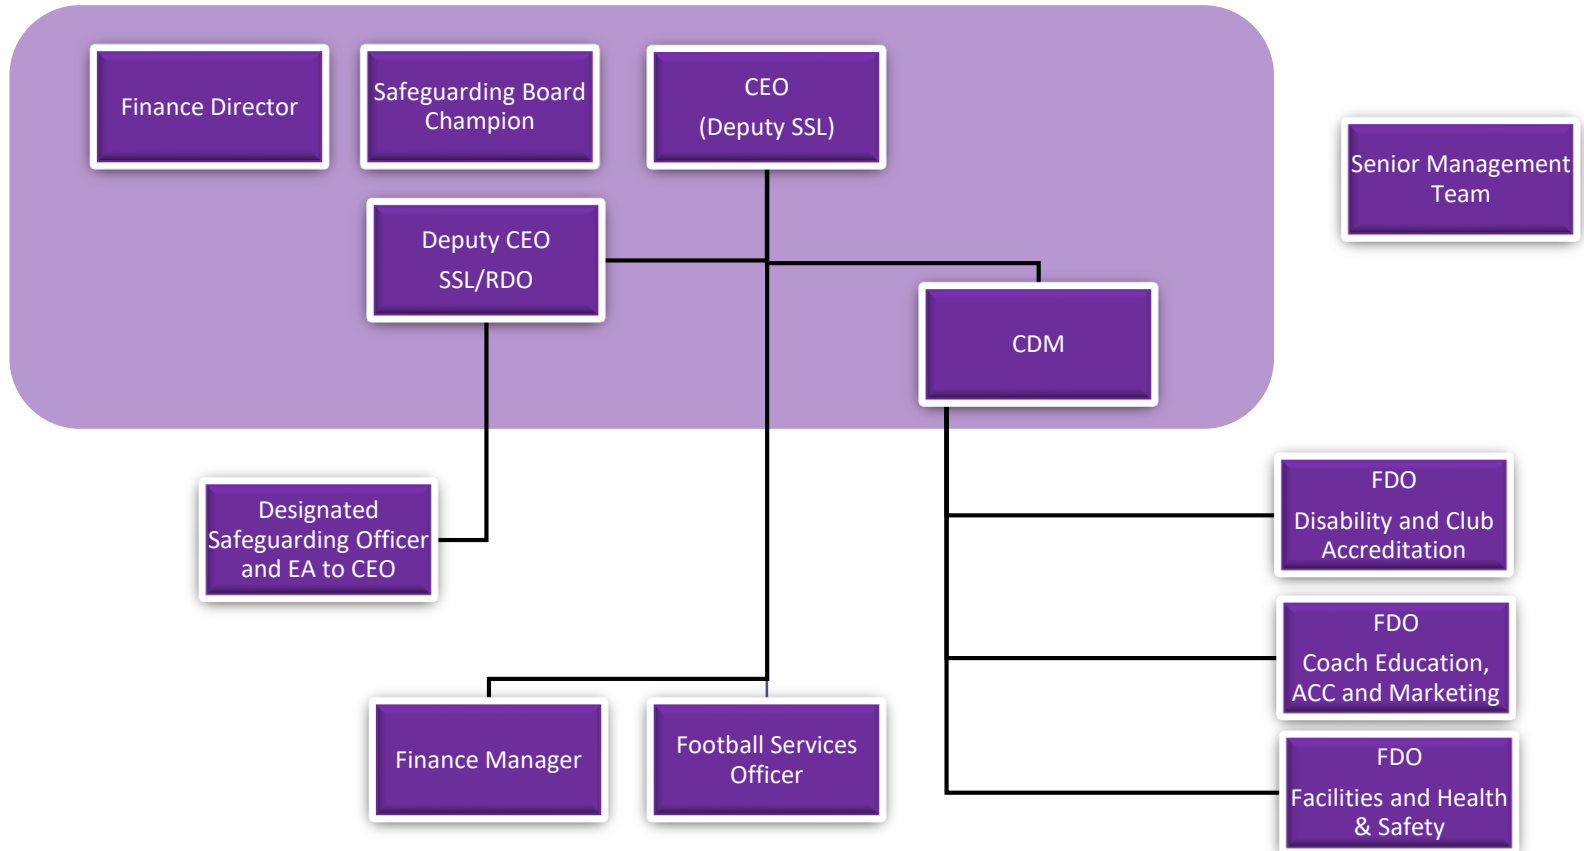 Finance Director
Safeguarding Board
Champion
CEO
(Deputy SSL)
Senior Management
Team
Deputy CEO
SSL/RDO
CDM
Designated
Safeguarding Officer
and EA to CEO
FDO
Disability and Club
Accreditation
FDO
Coach Education,
ACC and Marketing
Finance Manager
Football Services
Officer
FDO
Facilities and Health
& Safety